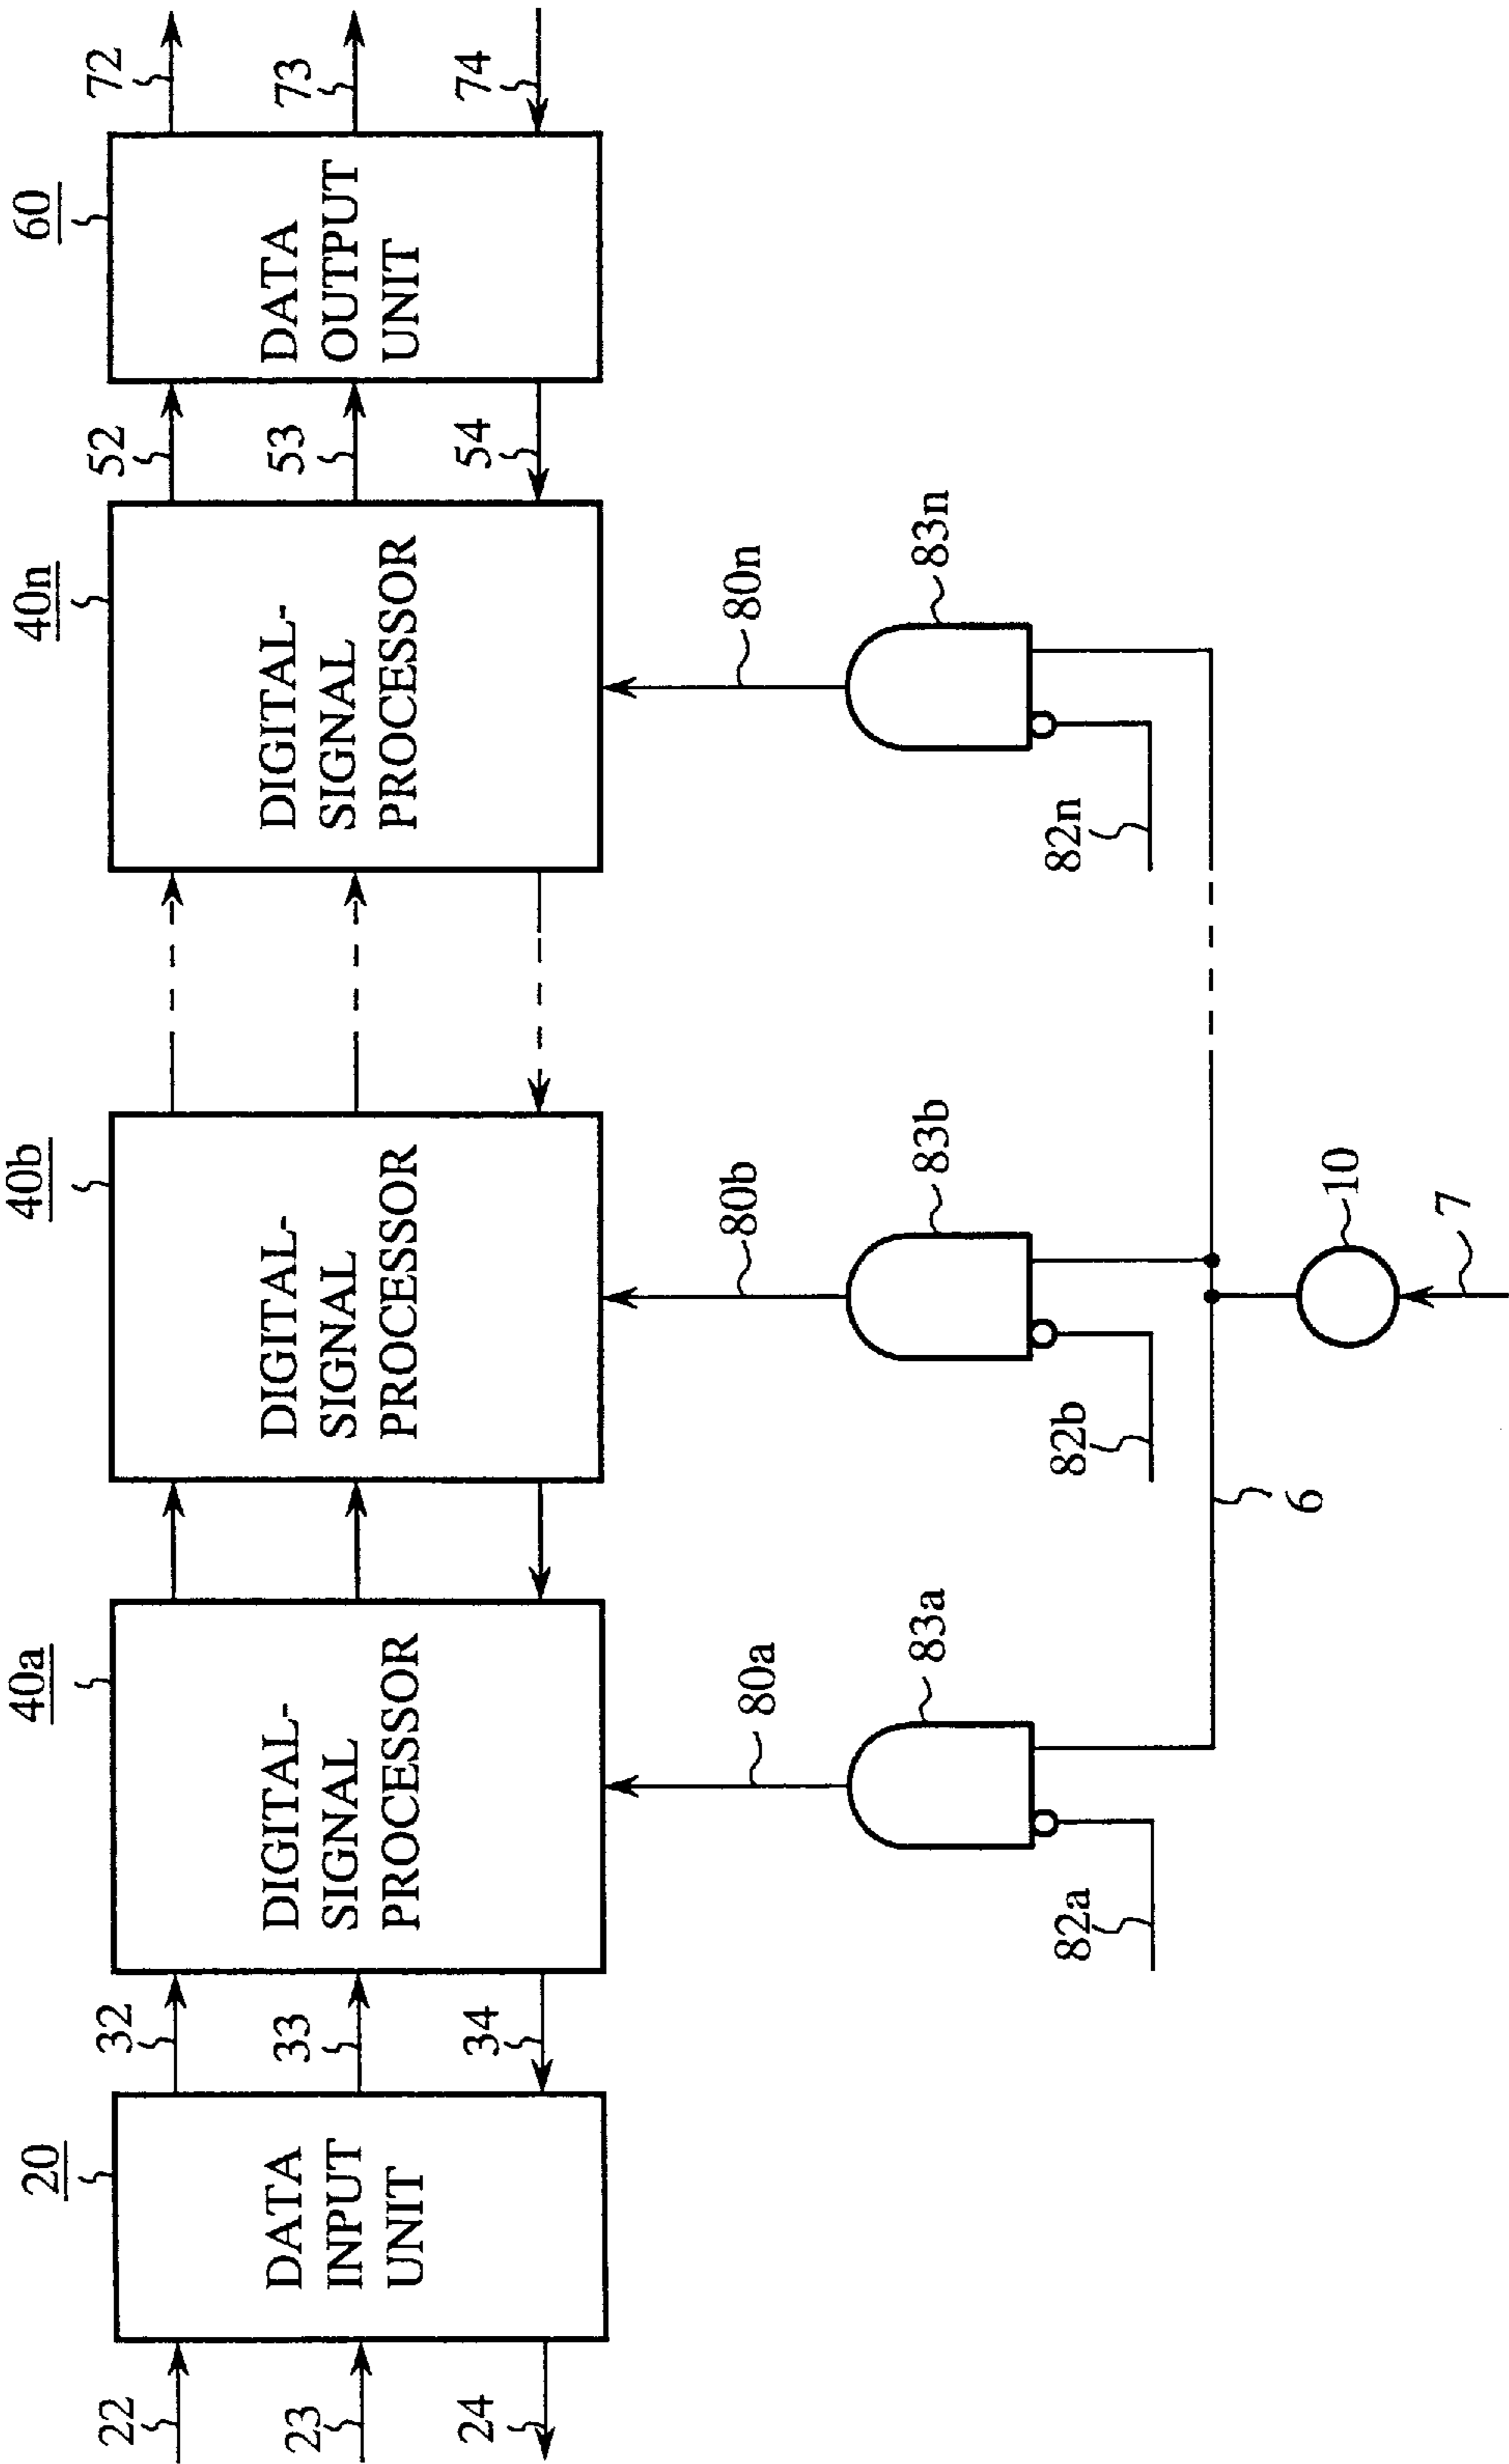 20
40a
40b
40n
60
22
32
52
72
DATA
INPUT
UNIT
DIGITAL-
SIGNAL
PROCESSOR
DIGITAL-
SIGNAL
PROCESSOR
DIGITAL-
SIGNAL
PROCESSOR
DATA
OUTPUT
UNIT
23
33
53
73
24
34
54
74
80a
80b
80n
83a
83b
83n
82a
82b
82n
6
10
7